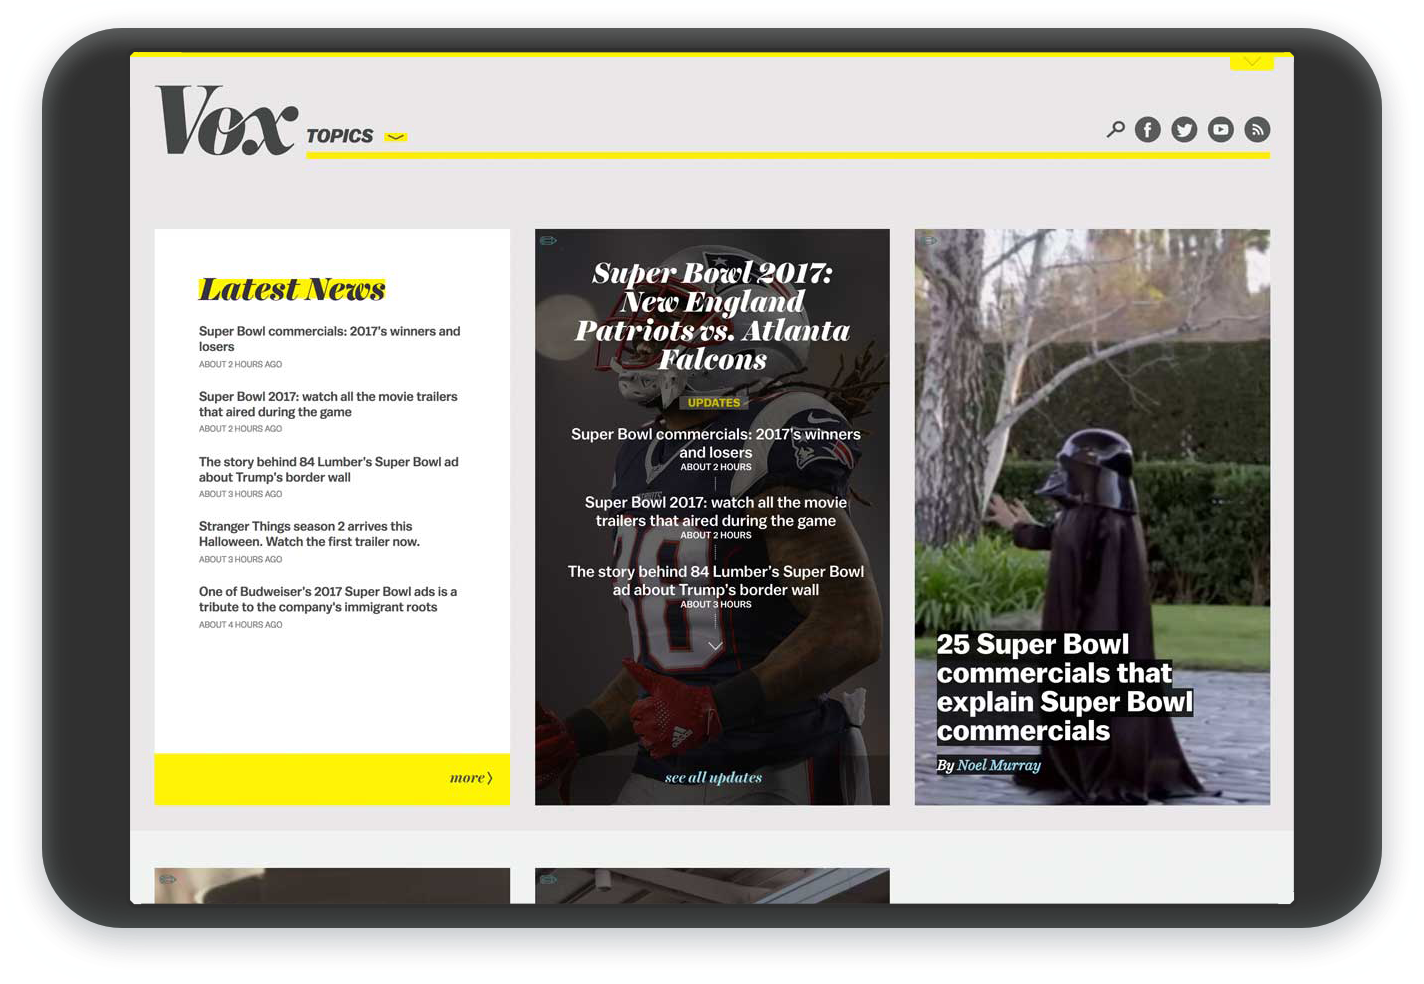 Vox
TOPICS
Latest News
Super Bowl commercials: 2017's winners and
losers
ABOUT 2 HOURS AGO
Super Bowl 2017: watch all the movie trailers
that aired during the game
ABOUT 2 HOURS AGO
The story behind 84 Lumber's Super Bowl ad
about Trump's border wall
ABOUT 3 HOURS AGO
Stranger Things season 2 arrives this
Halloween. Watch the first trailer now.
ABOUT 3 HOURS AGO
One of Budweiser's 2017 Super Bowl ads is a
tribute to the company's immigrant roots
ABOUT 4 HOURS AGO
more
Super Bowl 2017:
New England
Patriots vs. Atlanta
Falcons
UPDATES
Super Bowl commercials: 2017's winners
and losers
ABOUT 2 HOURS
Super Bowl 2017: watch all the movie
trailers that aired during the game
ABOUT 2 HOURS
The story behind 84 Lumber's Super Bowl
ad about Trump's border wall
ABOUT 3 HOURS
see all updates
25 Super Bowl
commercials that
explain Super Bowl
commercials
By Noel Murray